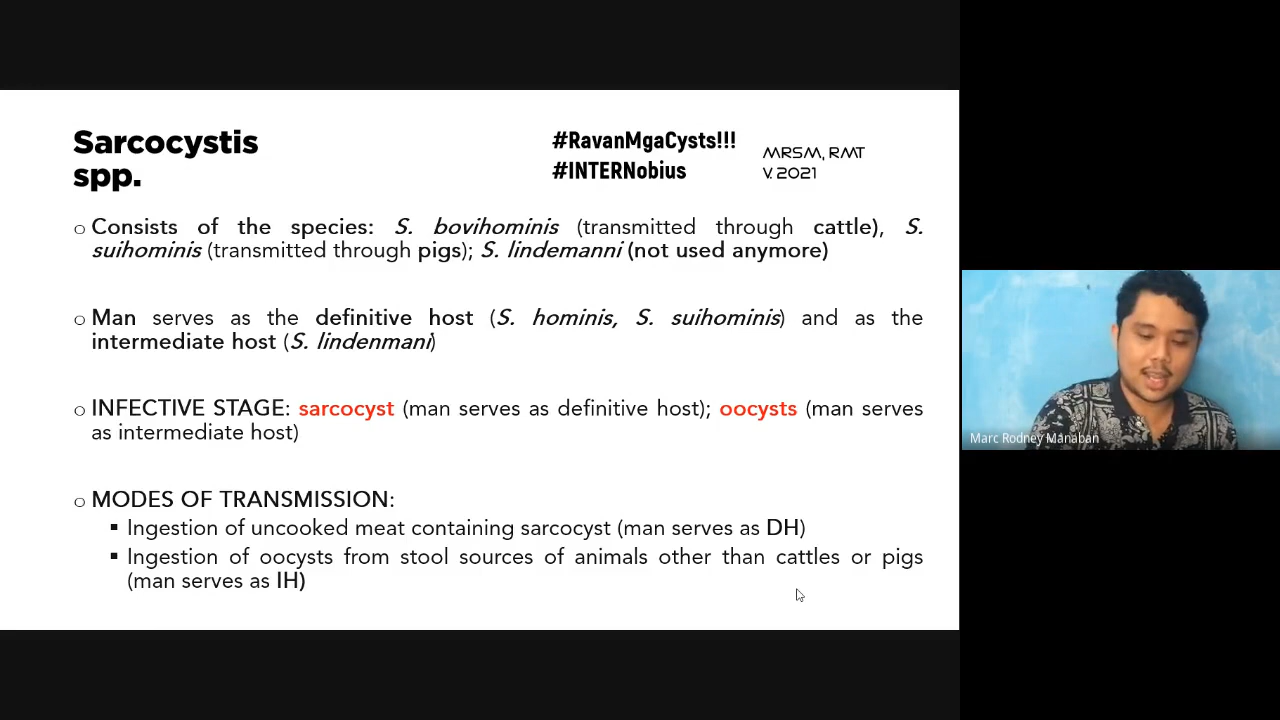 Sarcocystis
spp.
#RavanMgaCysts!!!
#INTERNobius
MRSM, RMT
V. 2021
o Consists of the species: S. bovihominis (transmitted through cattle), S.
suihominis (transmitted through pigs); S. lindemanni (not used anymore)
o Man serves as the definitive host (S. hominis, S. suihominis) and as the
intermediate host (S. lindenmani)
o INFECTIVE STAGE: sarcocyst (man serves as definitive host); oocysts (man serves
as intermediate host)
o MODES OF TRANSMISSION:
▪ Ingestion of uncooked meat containing sarcocyst (man serves as DH)
▪ Ingestion of oocysts from stool sources of animals other than cattles or pigs
(man serves as IH)
Marc Rodney Manaban